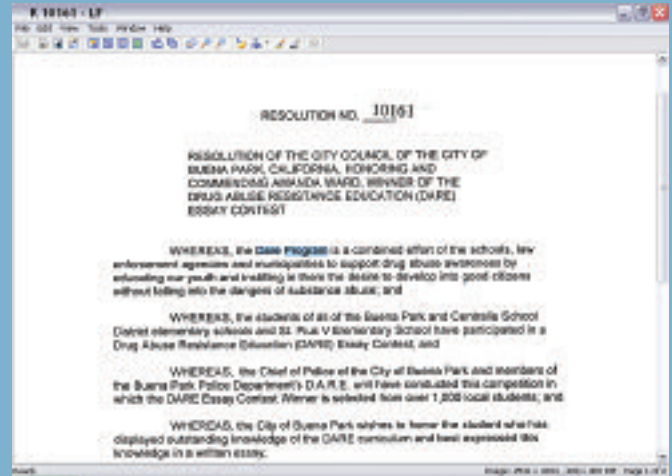 R 10161 - LF
File Edit View Tools Window Help
RESOLUTION NO. 10161
RESOLUTION OF THE CITY COUNCIL OF THE CITY OF
BUENA PARK, CALIFORNIA, HONORING AND
COMMENDING AMANDA WARD, WINNER OF THE
DRUG ABUSE RESISTANCE EDUCATION (DARE)
ESSAY CONTEST
WHEREAS, the Dare Program is a combined effort of the schools, law
enforcement agencies and municipalities to support drug abuse awareness by
educating our youth and instilling in them the desire to develop into good citizens
without falling into the dangers of substance abuse; and
WHEREAS, the students of all of the Buena Park and Centralia School
District elementary schools and St. Pius V Elementary School have participated in a
Drug Abuse Resistance Education (DARE) Essay Contest, and
WHEREAS, the Chief of Police of the City of Buena Park and members of
the Buena Park Police Department's D.A.R.E. unit have conducted this competition in
which the DARE Essay Contest Winner is selected from over 1,000 local students; and
WHEREAS, the City of Buena Park wishes to honor the student who has
displayed outstanding knowledge of the DARE curriculum and best expressed this
knowledge in a written essay.
Ready